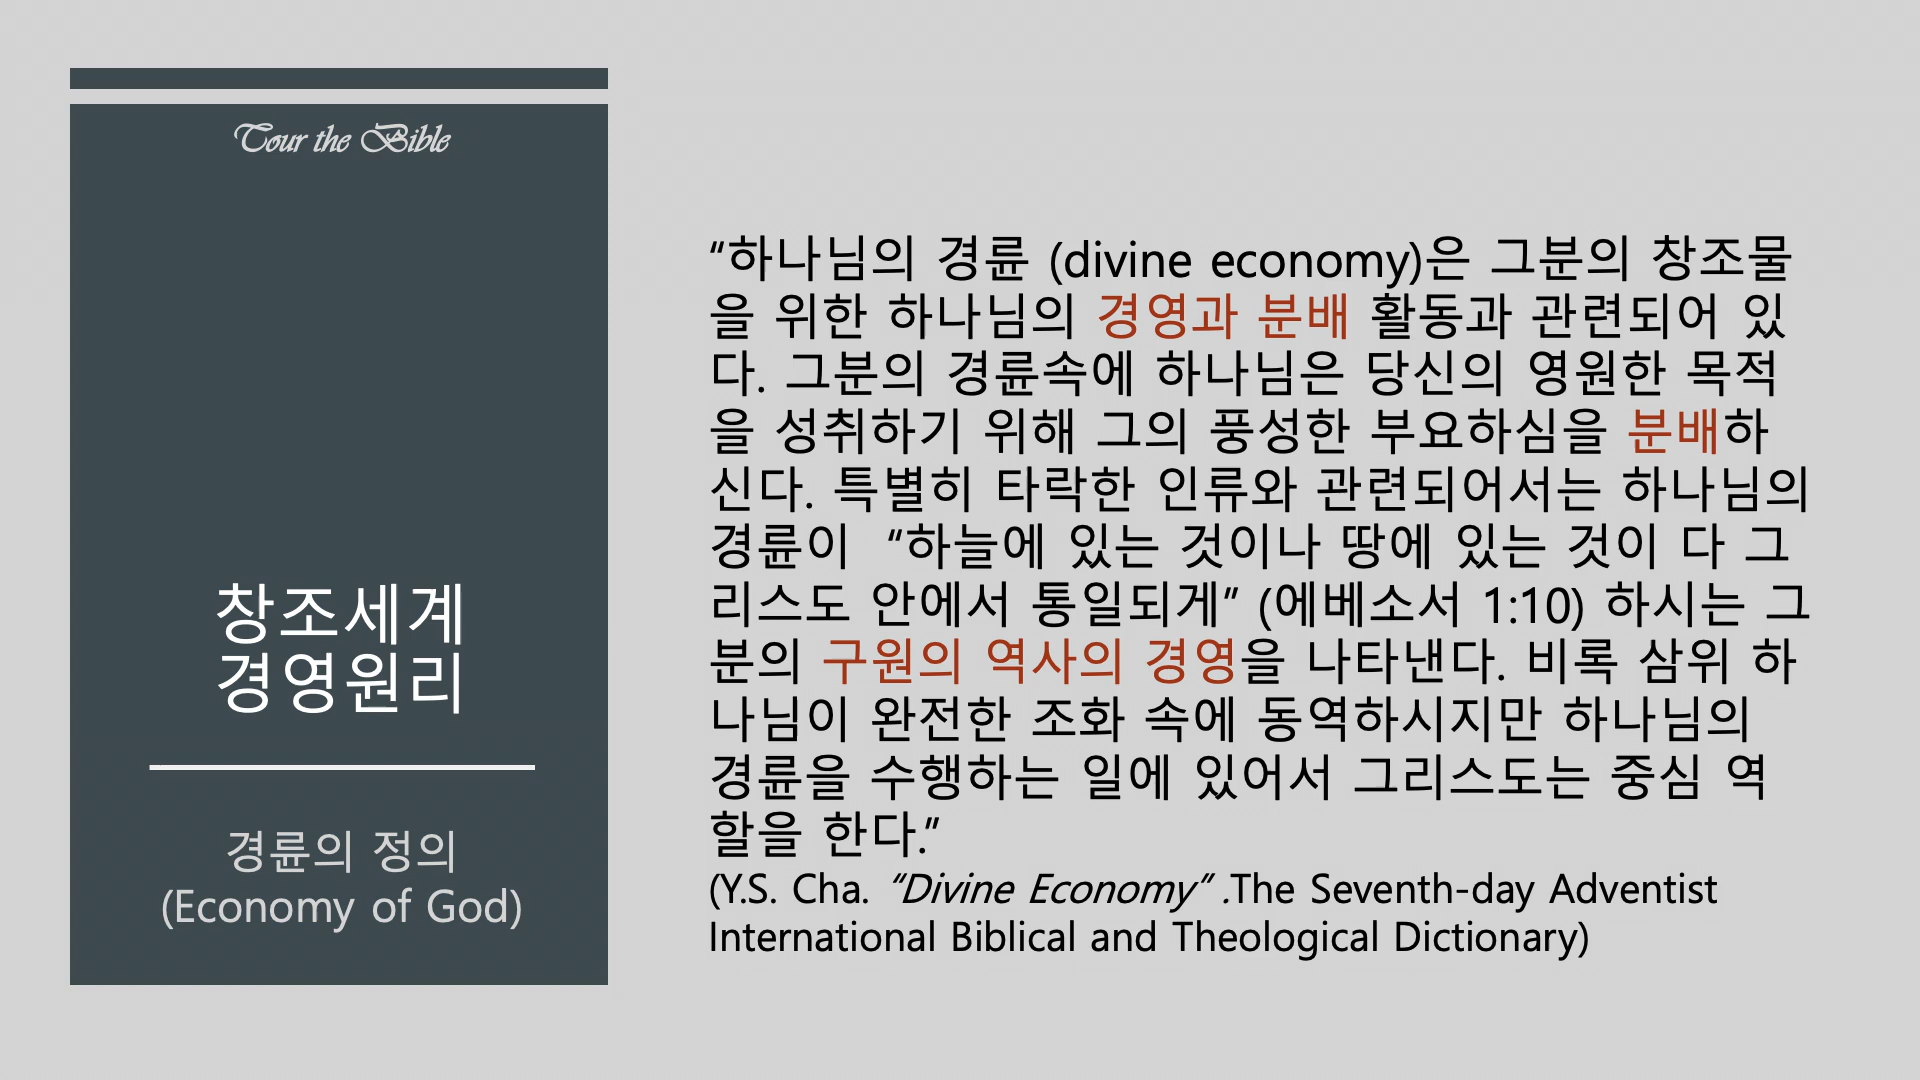 Tour the Bible
창조세계
경영원리
경륜의 정의
(Economy of God)
“하나님의 경륜 (divine economy)은 그분의 창조물
을 위한 하나님의 경영과 분배 활동과 관련되어 있
다. 그분의 경륜속에 하나님은 당신의 영원한 목적
을 성취하기 위해 그의 풍성한 부요하심을 분배하
신다. 특별히 타락한 인류와 관련되어서는 하나님의
경륜이  “하늘에 있는 것이나 땅에 있는 것이 다 그
리스도 안에서 통일되게” (에베소서 1:10) 하시는 그
분의 구원의 역사의 경영을 나타낸다. 비록 삼위 하
나님이 완전한 조화 속에 동역하시지만 하나님의
경륜을 수행하는 일에 있어서 그리스도는 중심 역
할을 한다.”
(Y.S. Cha. “Divine Economy” .The Seventh-day Adventist
International Biblical and Theological Dictionary)